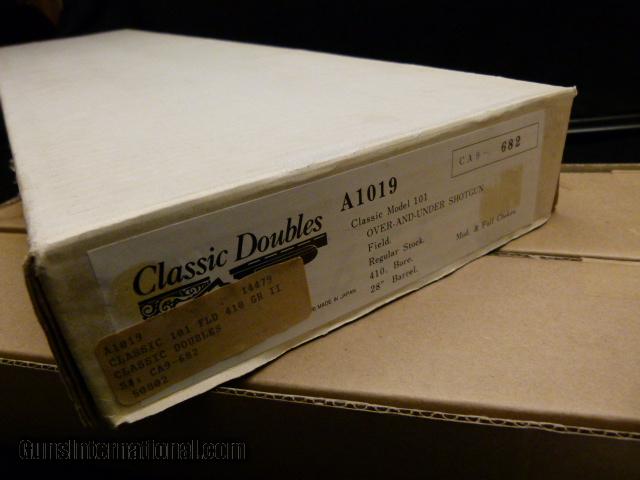 A1019
CA9- 682
Classic Model 101
OVER-AND-UNDER SHOTGUN
Field.
Regular Stock. Mod. & Full Chokes
410. Bore.
28" Barrel.
Classic Doubles
MADE IN JAPAN
14479
A1019
CLASSIC 101 FLD 410 GR II
CLASSIC DOUBLES
S#: CA9-682
50802
GunsInternational.com